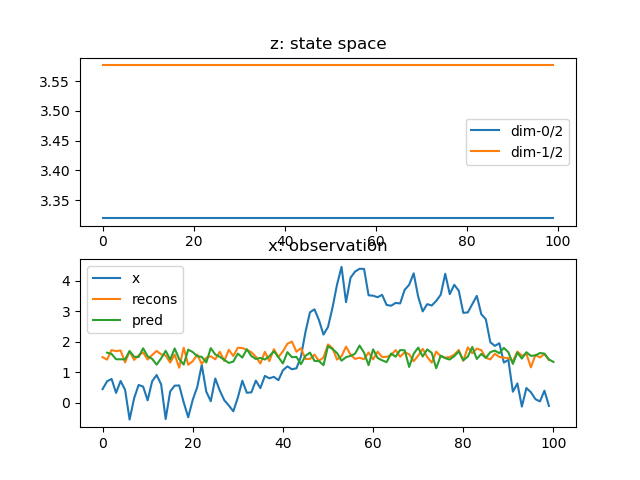 z: state space
3.55
3.50
3.45
3.40
3.35
dim-0/2
dim-1/2
0 20 40 60 80 100
x: observation
4
3
2
1
0
x
recons
pred
0 20 40 60 80 100